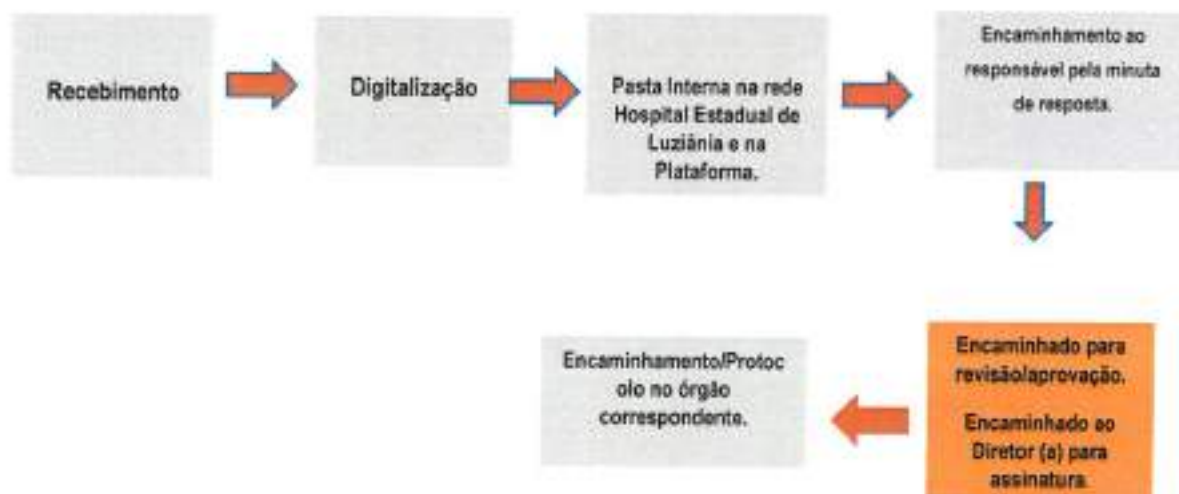 Recebimento
Digitalização
Pasta Interna na rede
Hospital Estadual de
Luziânia e na
Plataforma.
Encaminhamento ao
responsável pela minuta
de resposta.
Encaminhado para
revisão/aprovação.
Encaminhado ao
Diretor (a) para
assinatura
Encaminhamento/Protoc
olo no órgão
correspondente.